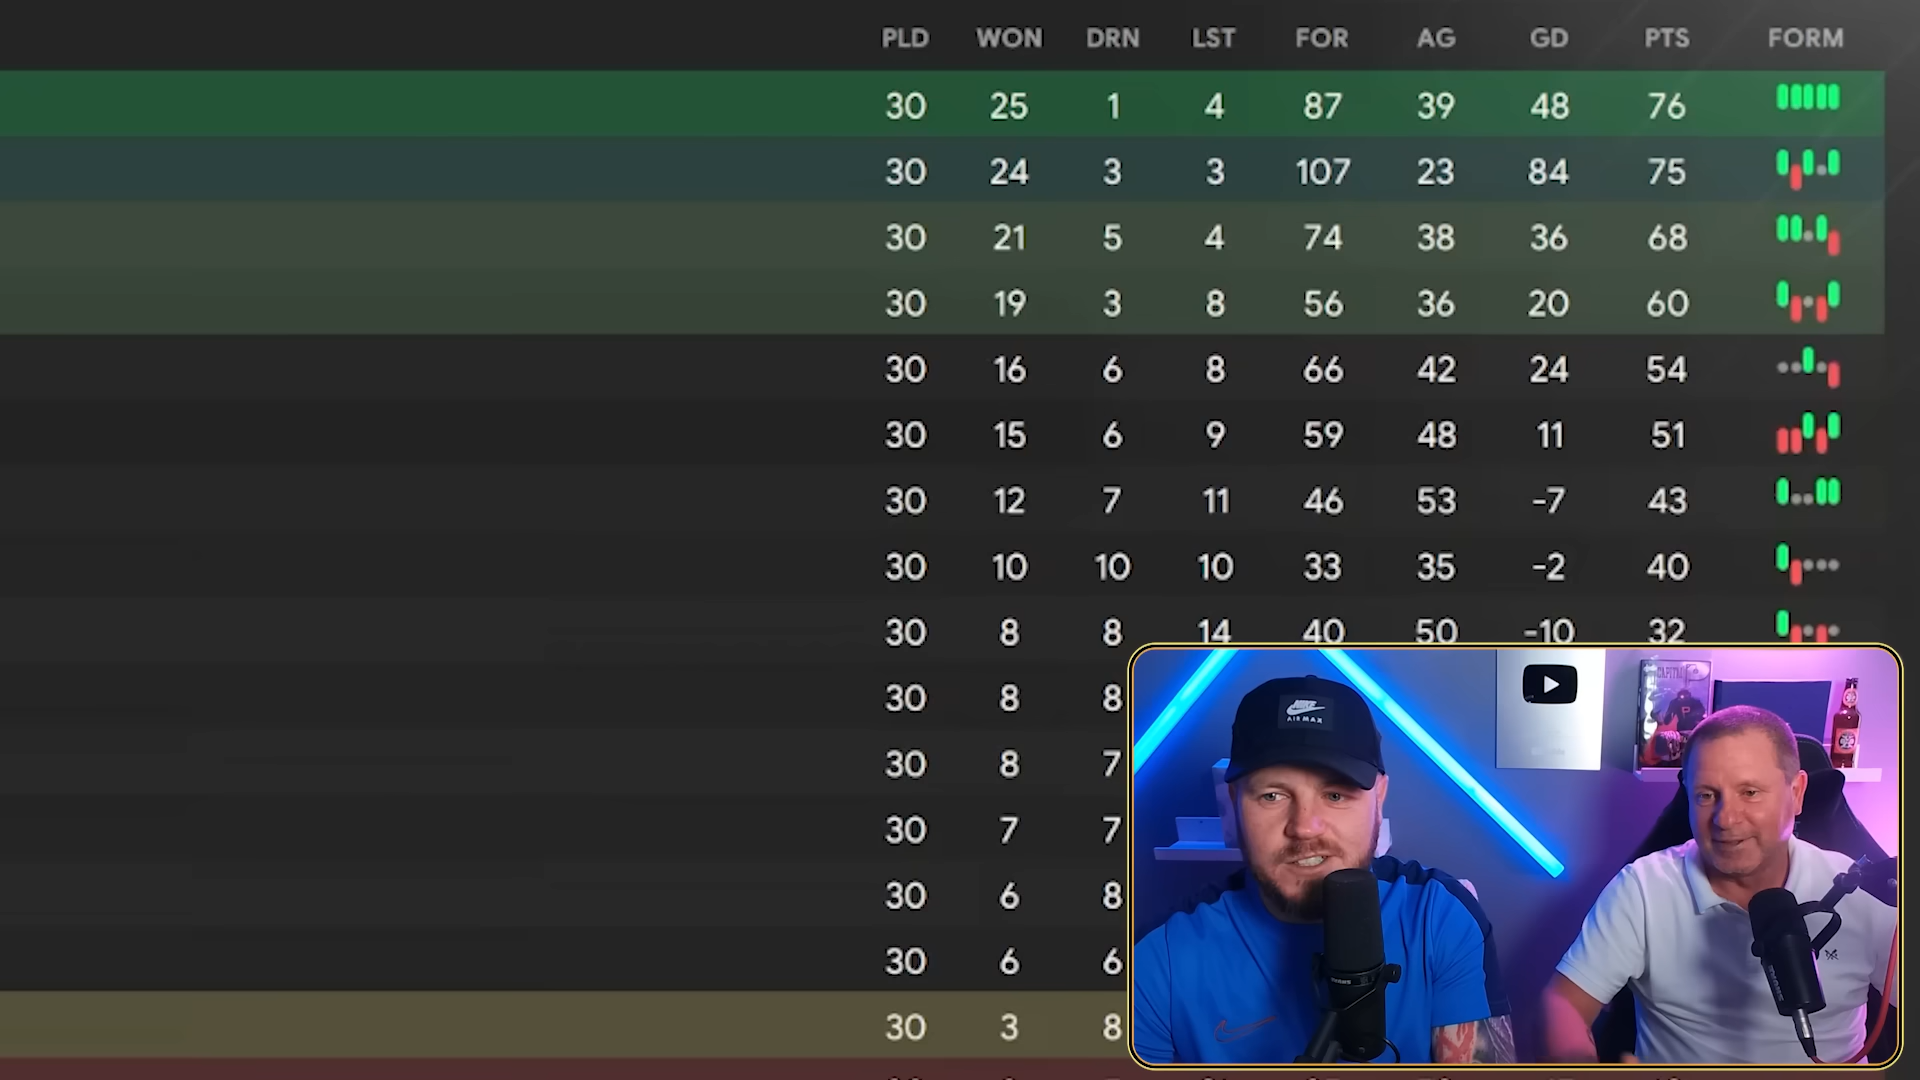 PLD WON DRN LST FOR AG GD PTS FORM
30 25 1 4 87 39 48 76
30 24 3 3 107 23 84 75
30 21 5 4 74 38 36 68
30 19 3 8 56 36 20 60
30 16 6 8 66 42 24 54
30 15 6 9 59 48 11 51
30 12 7 11 46 53 -7 43
30 10 10 10 33 35 -2 40
30 8 8 14 40 50 -10 32
30 8 8
30 8 7
30 7 7
30 6 8
30 6 6
30 3 8
NIKE
AIR MAX
CAPITAL